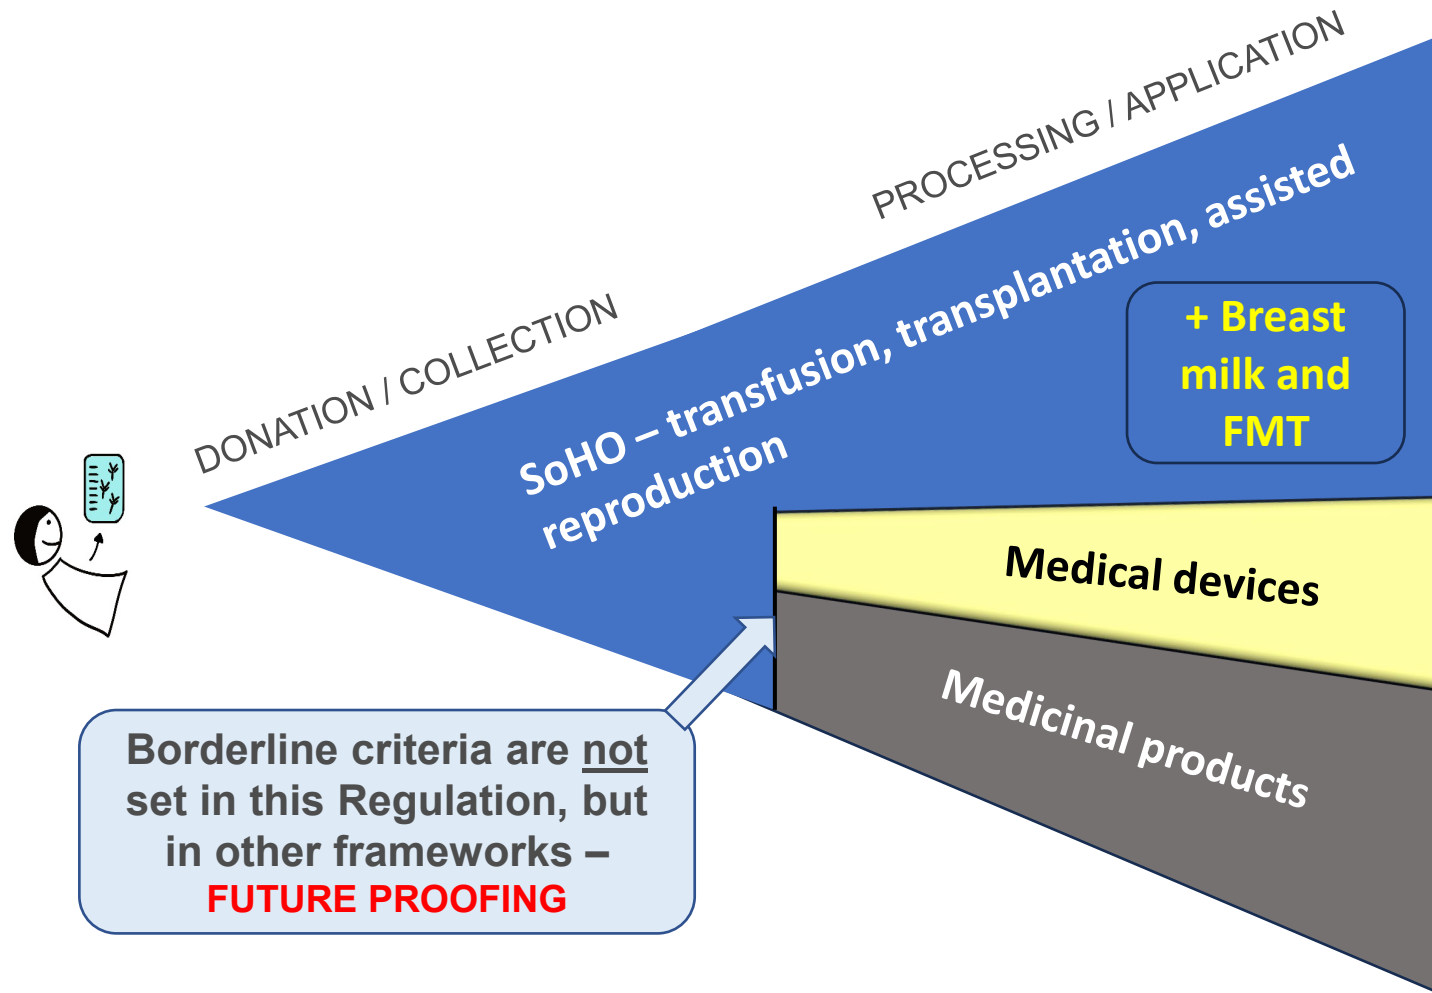 PROCESSING / APPLICATION
DONATION / COLLECTION
SoHO – transfusion, transplantation, assisted
reproduction
+ Breast
milk and
FMT
Medical devices
Medicinal products
Borderline criteria are not
set in this Regulation, but
in other frameworks –
FUTURE PROOFING